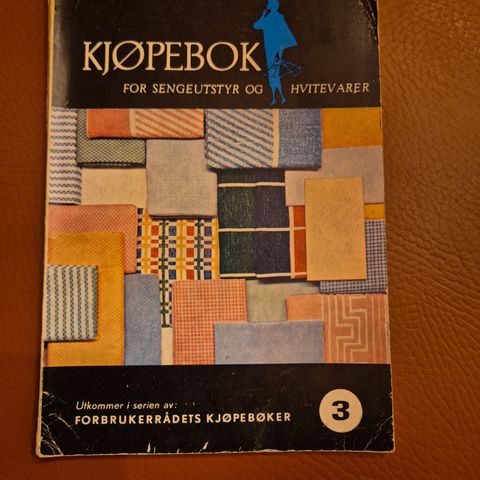 KJØPEBOK
FOR SENGEUTSTYR OG HVITEVARER
Utkommer i serien av:
FORBRUKERRÅDETS KJØPEBØKER
3